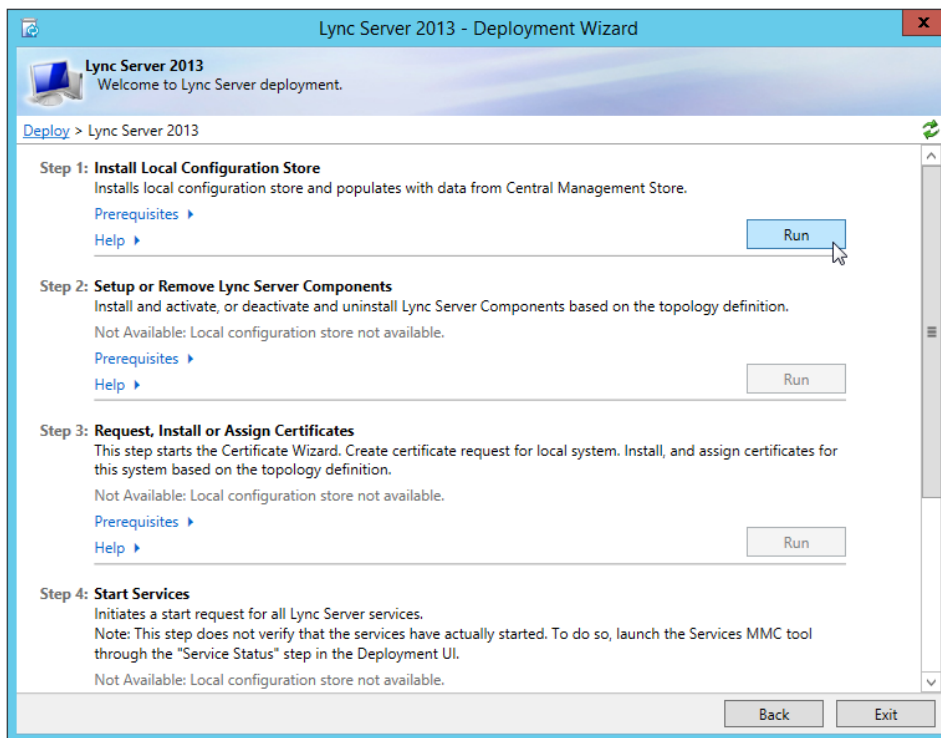 Lync Server 2013 - Deployment Wizard
x
Lync Server 2013
Welcome to Lync Server deployment.
Deploy > Lync Server 2013
Step 1: Install Local Configuration Store
Installs local configuration store and populates with data from Central Management Store.
Prerequisites
Help
Run
Step 2: Setup or Remove Lync Server Components
Install and activate, or deactivate and uninstall Lync Server Components based on the topology definition.
Not Available: Local configuration store not available.
Prerequisites
Help
Run
Step 3: Request, Install or Assign Certificates
This step starts the Certificate Wizard. Create certificate request for local system. Install, and assign certificates for
this system based on the topology definition.
Not Available: Local configuration store not available.
Prerequisites
Help
Run
Step 4: Start Services
Initiates a start request for all Lync Server services.
Note: This step does not verify that the services have actually started. To do so, launch the Services MMC tool
through the "Service Status" step in the Deployment UI.
Not Available: Local configuration store not available.
Back
Exit